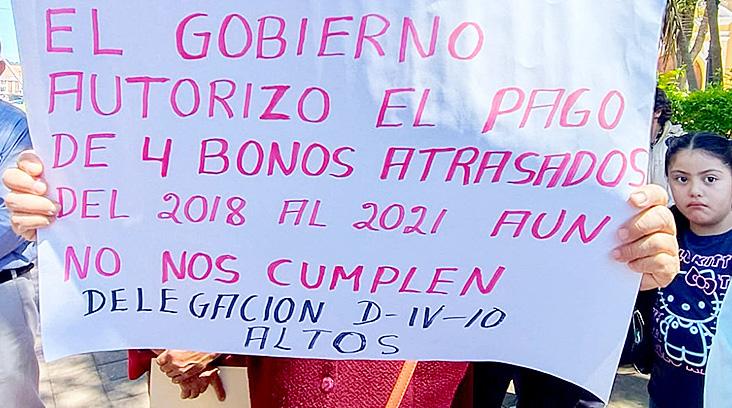 EL GOBIERNO
AUTORIZO EL PAGO
DE 4 BONOS ATRASADOS
DEL 2018 AL 2021 AUN
NO NOS CUMPLEN
DELEGACION D-IV-10
ALTOS
KITTY